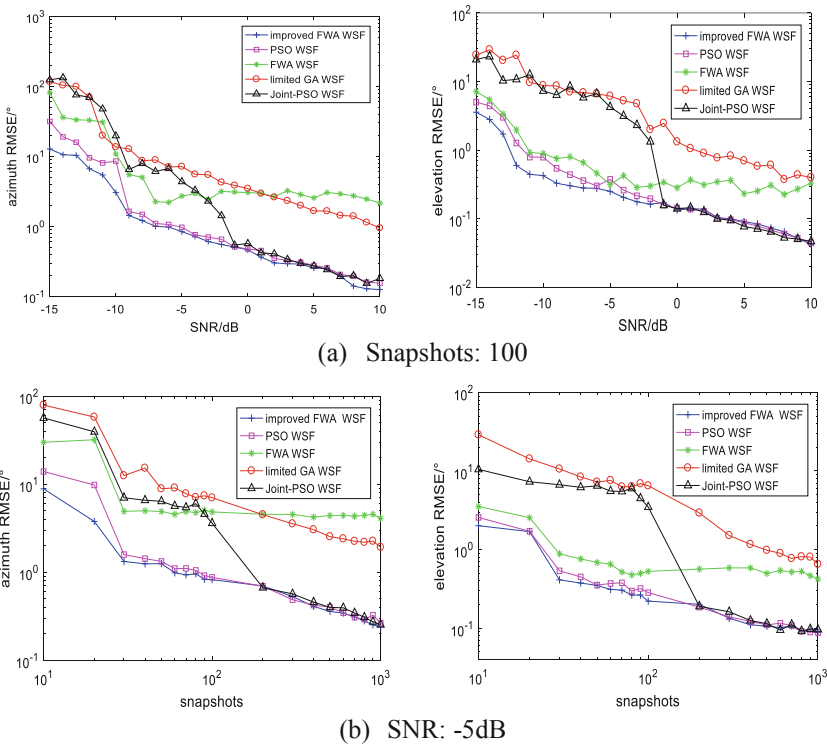 azimuth RMSE/°
10^3
10^2
10^1
10^0
10^-1
-15 -10 -5 0 5 10
SNR/dB
improved FWA WSF
PSO WSF
FWA WSF
limited GA WSF
Joint-PSO WSF
elevation RMSE/°
10^2
10^1
10^0
10^-1
10^-2
-15 -10 -5 0 5 10
SNR/dB
improved FWA WSF
PSO WSF
FWA WSF
limited GA WSF
Joint-PSO WSF
(a) Snapshots: 100
azimuth RMSE/°
10^2
10^1
10^0
10^-1
10^1 10^2 10^3
snapshots
improved FWA WSF
PSO WSF
FWA WSF
limited GA WSF
Joint-PSO WSF
elevation RMSE/°
10^2
10^1
10^0
10^-1
10^1 10^2 10^3
snapshots
improved FWA WSF
PSO WSF
FWA WSF
limited GA WSF
Joint-PSO WSF
(b) SNR: -5dB